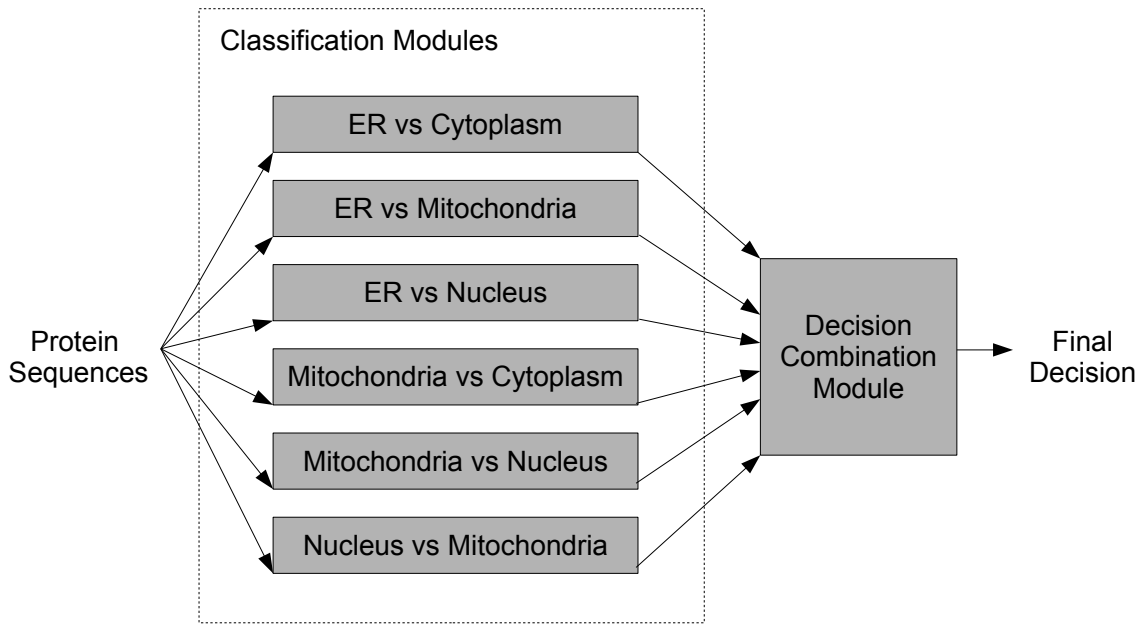 Classification Modules
ER vs Cytoplasm
ER vs Mitochondria
ER vs Nucleus
Mitochondria vs Cytoplasm
Mitochondria vs Nucleus
Nucleus vs Mitochondria
Protein
Sequences
Decision
Combination
Module
Final
Decision